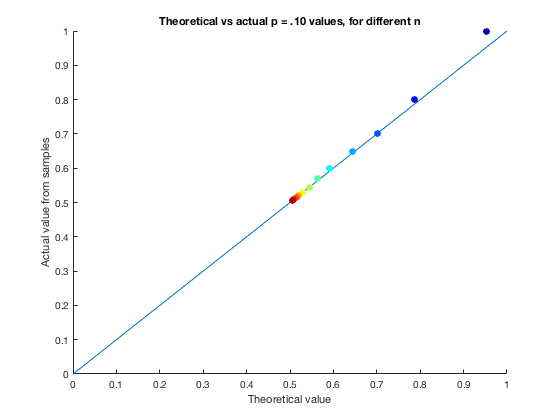 Theoretical vs actual p = .10 values, for different n
Actual value from samples
1
0.9
0.8
0.7
0.6
0.5
0.4
0.3
0.2
0.1
0
0 0.1 0.2 0.3 0.4 0.5 0.6 0.7 0.8 0.9 1
Theoretical value